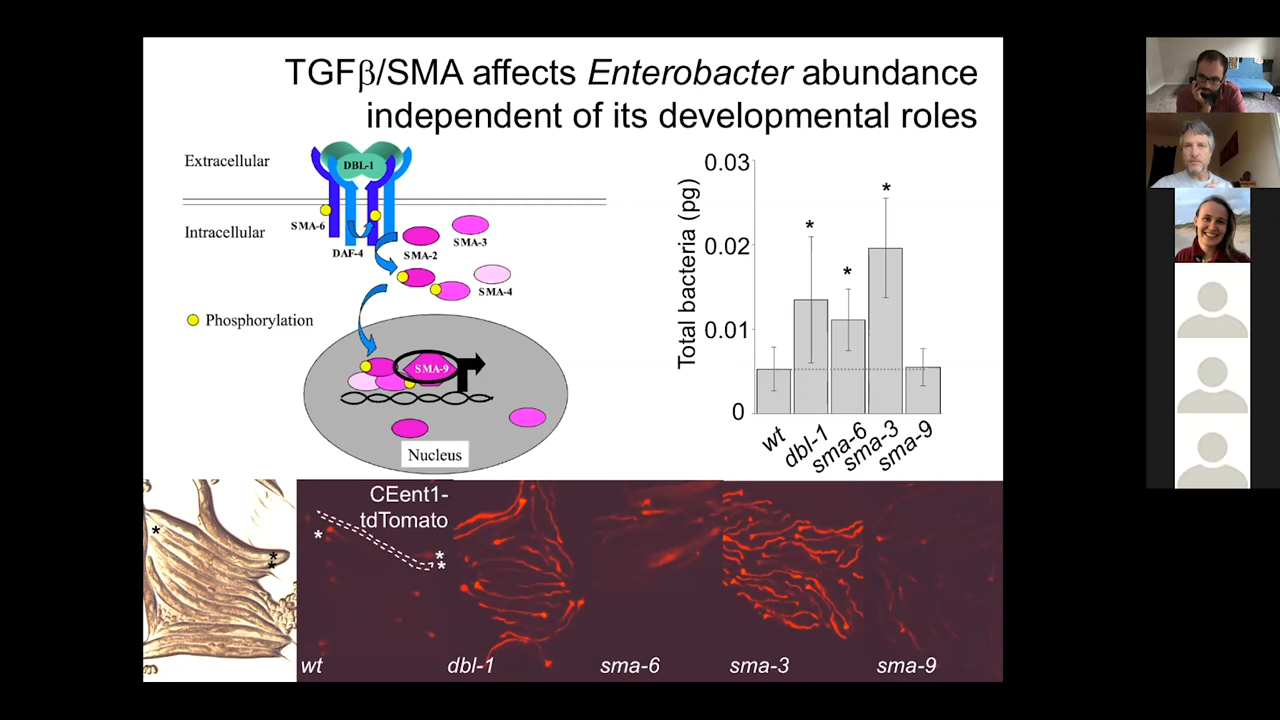 TGFβ/SMA affects Enterobacter abundance
independent of its developmental roles
Extracellular
DBL-1
Intracellular
SMA-6
DAF-4
SMA-2
SMA-3
SMA-4
Phosphorylation
SMA-9
Nucleus
Total bacteria (pg)
0.03
0.02
0.01
0
*
*
*
wt
dbl-1
sma-6
sma-3
sma-9
*
*
*
CEent1-
tdTomato
*
*
*
wt
dbl-1
sma-6
sma-3
sma-9